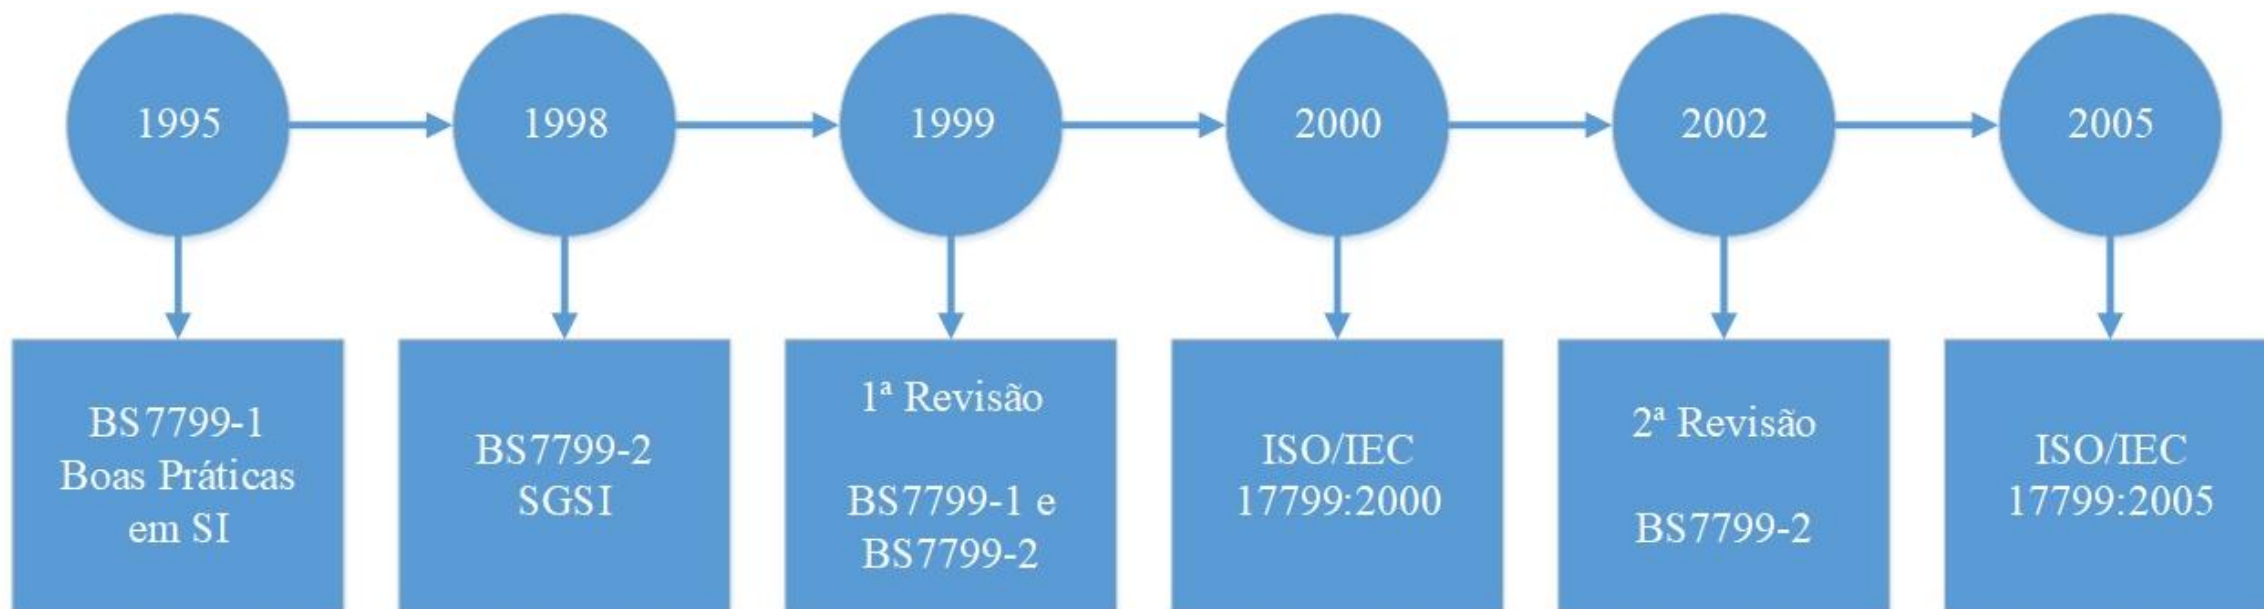 1995
1998
1999
2000
2002
2005
BS7799-1
Boas Práticas
em SI
BS7799-2
SGSI
1ª Revisão
BS7799-1 e
BS7799-2
ISO/IEC
17799:2000
2ª Revisão
BS7799-2
ISO/IEC
17799:2005